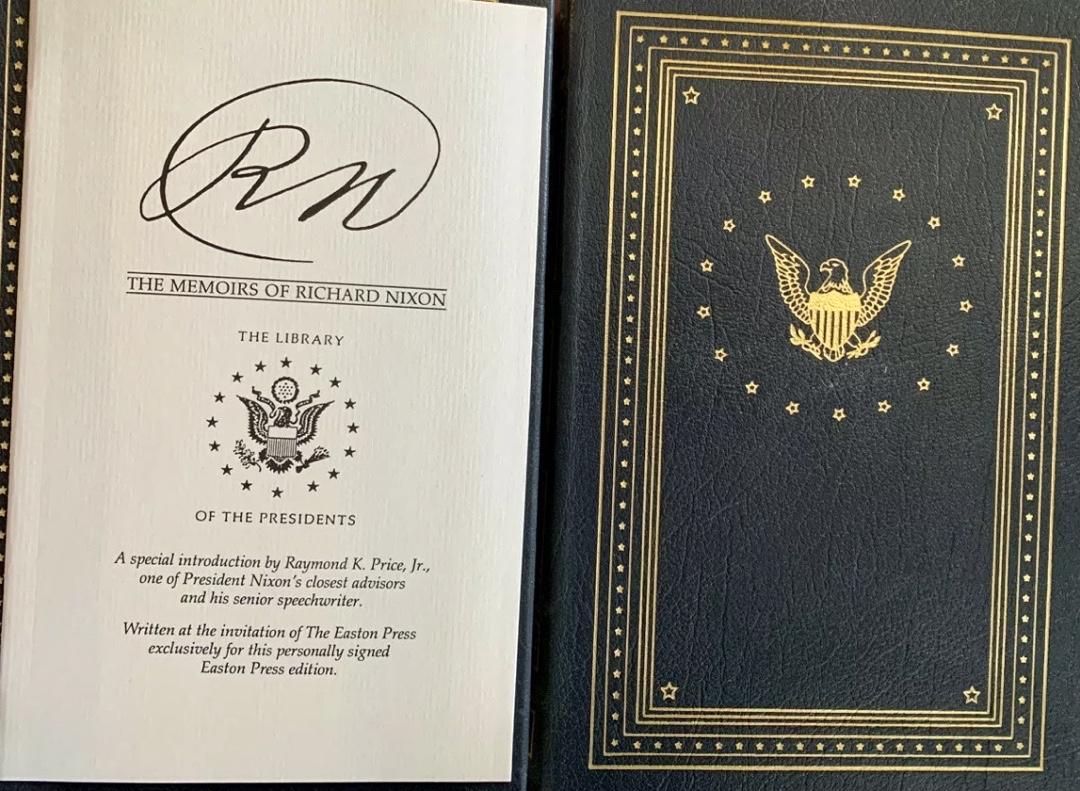 RN
THE MEMOIRS OF RICHARD NIXON
THE LIBRARY
OF THE PRESIDENTS
A special introduction by Raymond K. Price, Jr.,
one of President Nixon's closest advisors
and his senior speechwriter.
Written at the invitation of The Easton Press
exclusively for this personally signed
Easton Press edition.